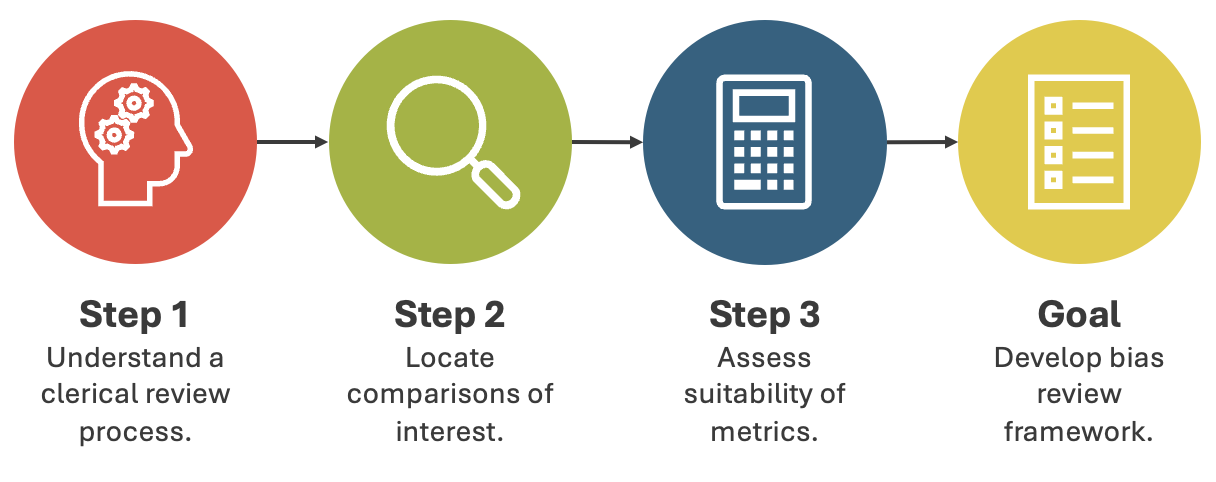 Step 1
Understand a
clerical review
process.
Step 2
Locate
comparisons of
interest.
Step 3
Assess
suitability of
metrics.
Goal
Develop bias
review
framework.